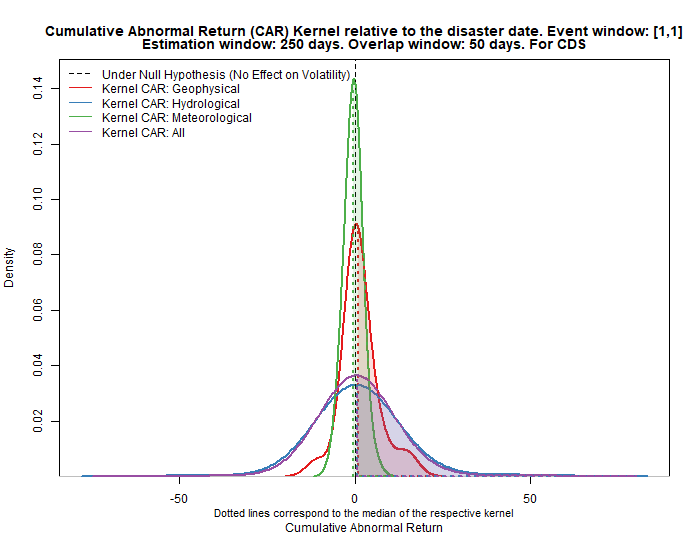 Cumulative Abnormal Return (CAR) Kernel relative to the disaster date. Event window: [1,1]
Estimation window: 250 days. Overlap window: 50 days. For CDS
Under Null Hypothesis (No Effect on Volatility)
Kernel CAR: Geophysical
Kernel CAR: Hydrological
Kernel CAR: Meteorological
Kernel CAR: All
0.14
0.12
0.10
0.08
0.06
0.04
0.02
Density
-50
0
50
Dotted lines correspond to the median of the respective kernel
Cumulative Abnormal Return